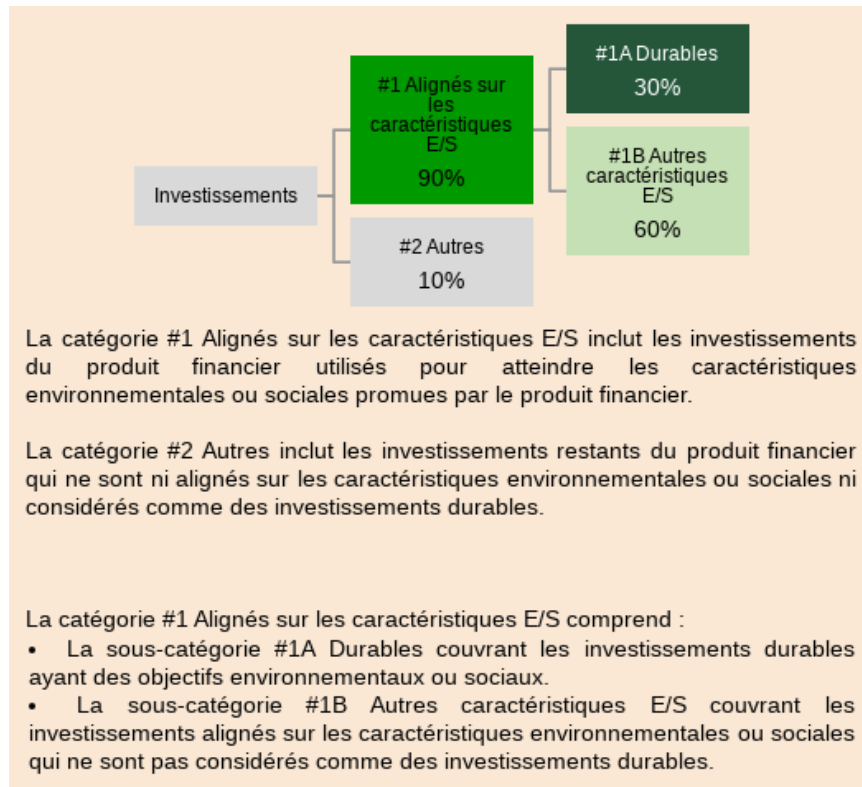 #1A Durables
30%
#1 Alignés sur
les
caractéristiques
E/S
90%
#1B Autres
caractéristiques
E/S
60%
Investissements
#2 Autres
10%
La catégorie #1 Alignés sur les caractéristiques E/S inclut les investissements
du produit financier utilisés pour atteindre les caractéristiques
environnementales ou sociales promues par le produit financier.
La catégorie #2 Autres inclut les investissements restants du produit financier
qui ne sont ni alignés sur les caractéristiques environnementales ou sociales ni
considérés comme des investissements durables.
La catégorie #1 Alignés sur les caractéristiques E/S comprend :
• La sous-catégorie #1A Durables couvrant les investissements durables
ayant des objectifs environnementaux ou sociaux.
• La sous-catégorie #1B Autres caractéristiques E/S couvrant les
investissements alignés sur les caractéristiques environnementales ou sociales
qui ne sont pas considérés comme des investissements durables.